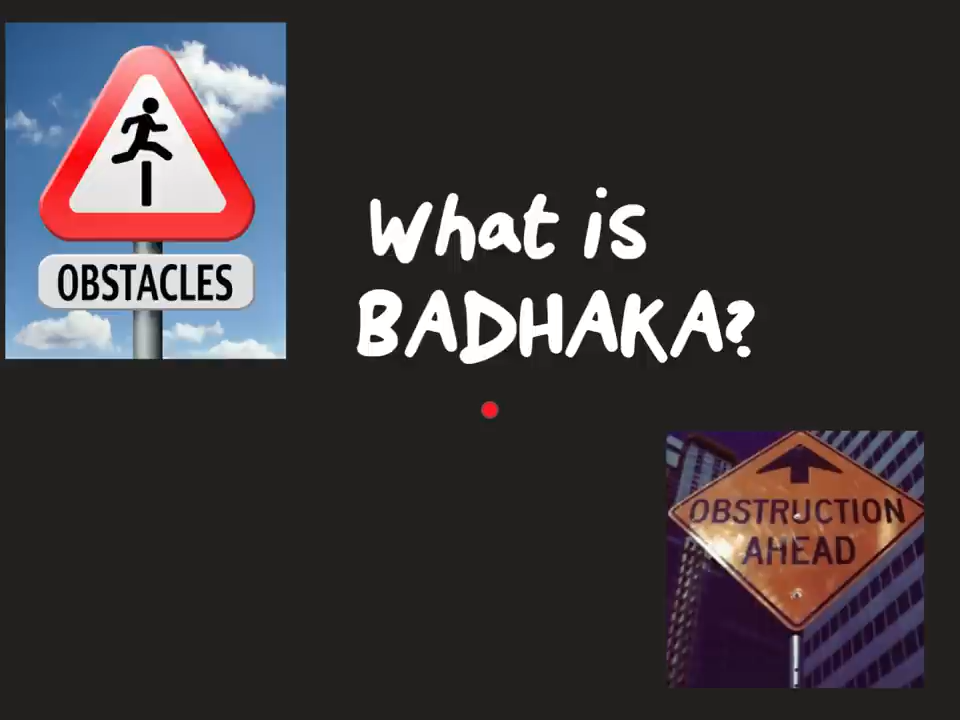 OBSTACLES
What is
BADHAKA?
OBSTRUCTION
AHEAD